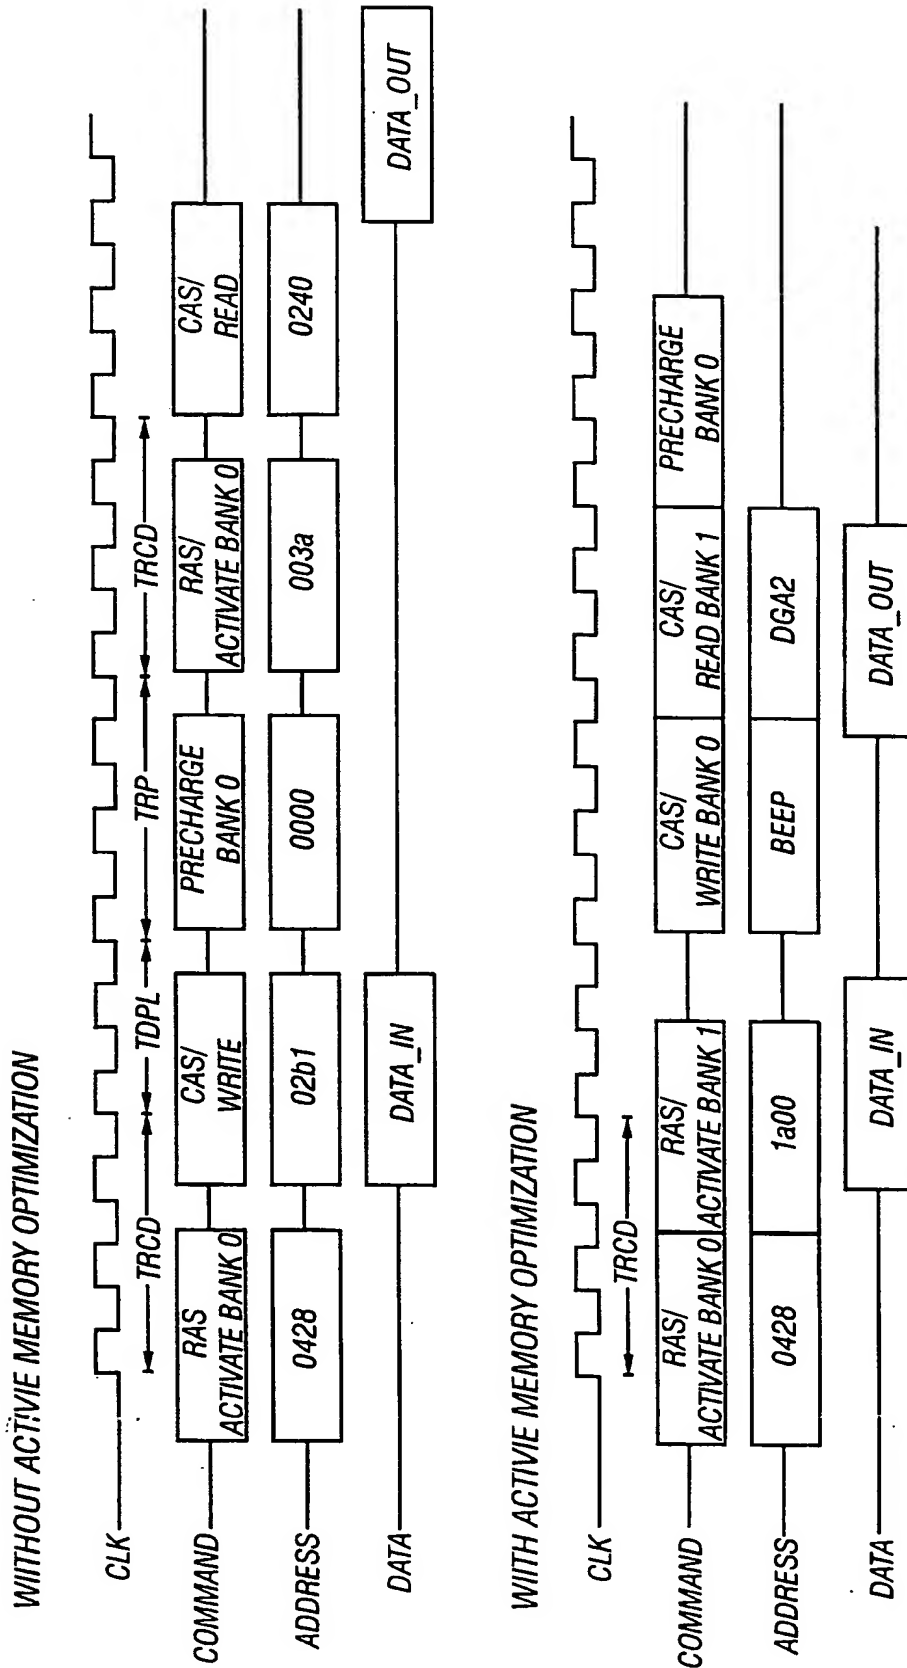 WIITHOUT ACTIVIE MEMORY OPTIMIZATION
CLK
TRCD
TDPL
TRP
TRCD
COMMAND
RAS
ACTIVATE BANK 0
CAS/
WRITE
PRECHARGE
BANK 0
RAS/
ACTIVATE BANK 0
CAS/
READ
ADDRESS
0428
02b1
0000
003a
0240
DATA
DATA_IN
DATA_OUT
WIITH ACTIVIE MEMORY OPTIMIZATION
CLK
TRCD
COMMAND
RAS/
ACTIVATE BANK 0
RAS/
ACTIVATE BANK 1
CAS/
WRITE BANK 0
CAS/
READ BANK 1
PRECHARGE
BANK 0
ADDRESS
0428
1a00
BEEP
DGA2
DATA
DATA_IN
DATA_OUT